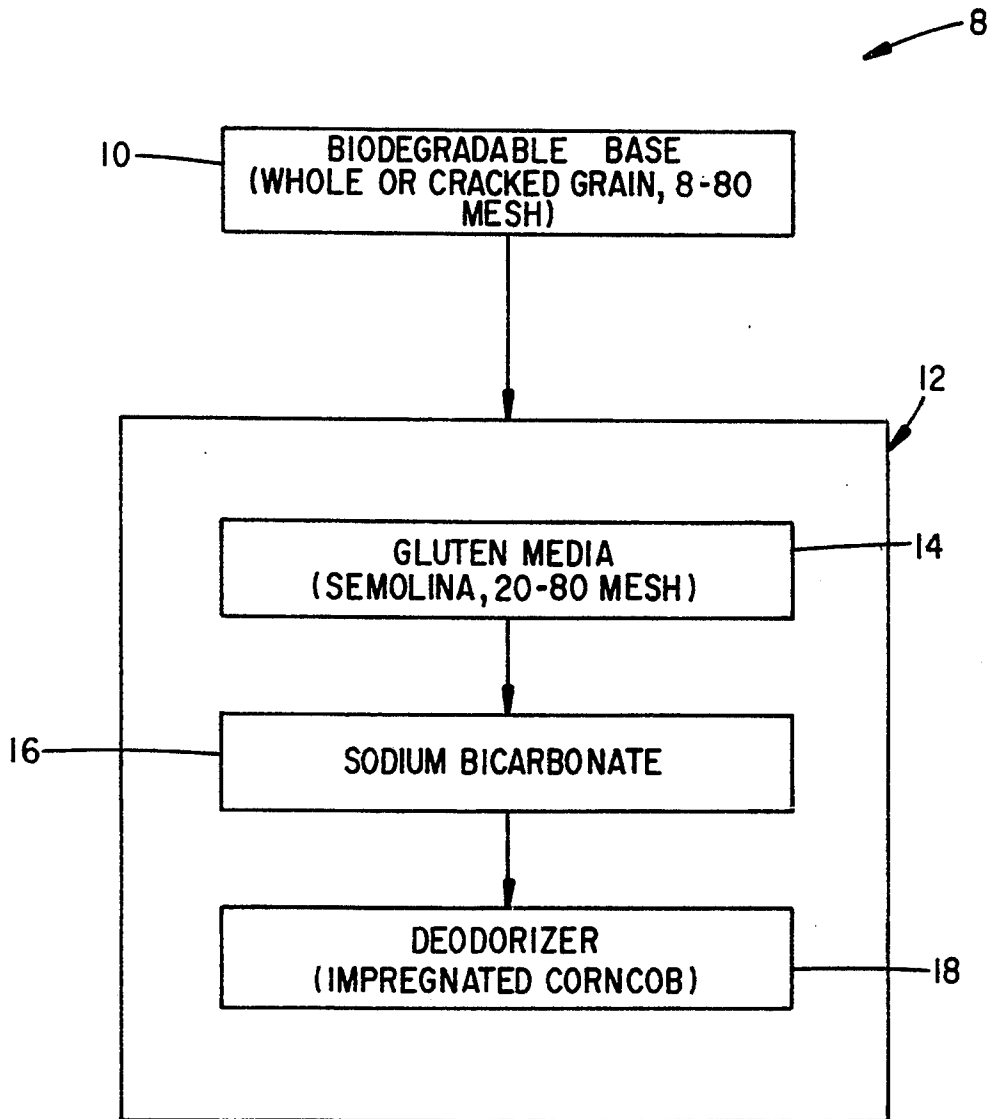 8
10
BIODEGRADABLE BASE
(WHOLE OR CRACKED GRAIN, 8-80
MESH)
12
GLUTEN MEDIA
(SEMOLINA, 20-80 MESH)
14
16
SODIUM BICARBONATE
DEODORIZER
(IMPREGNATED CORNCOB)
18